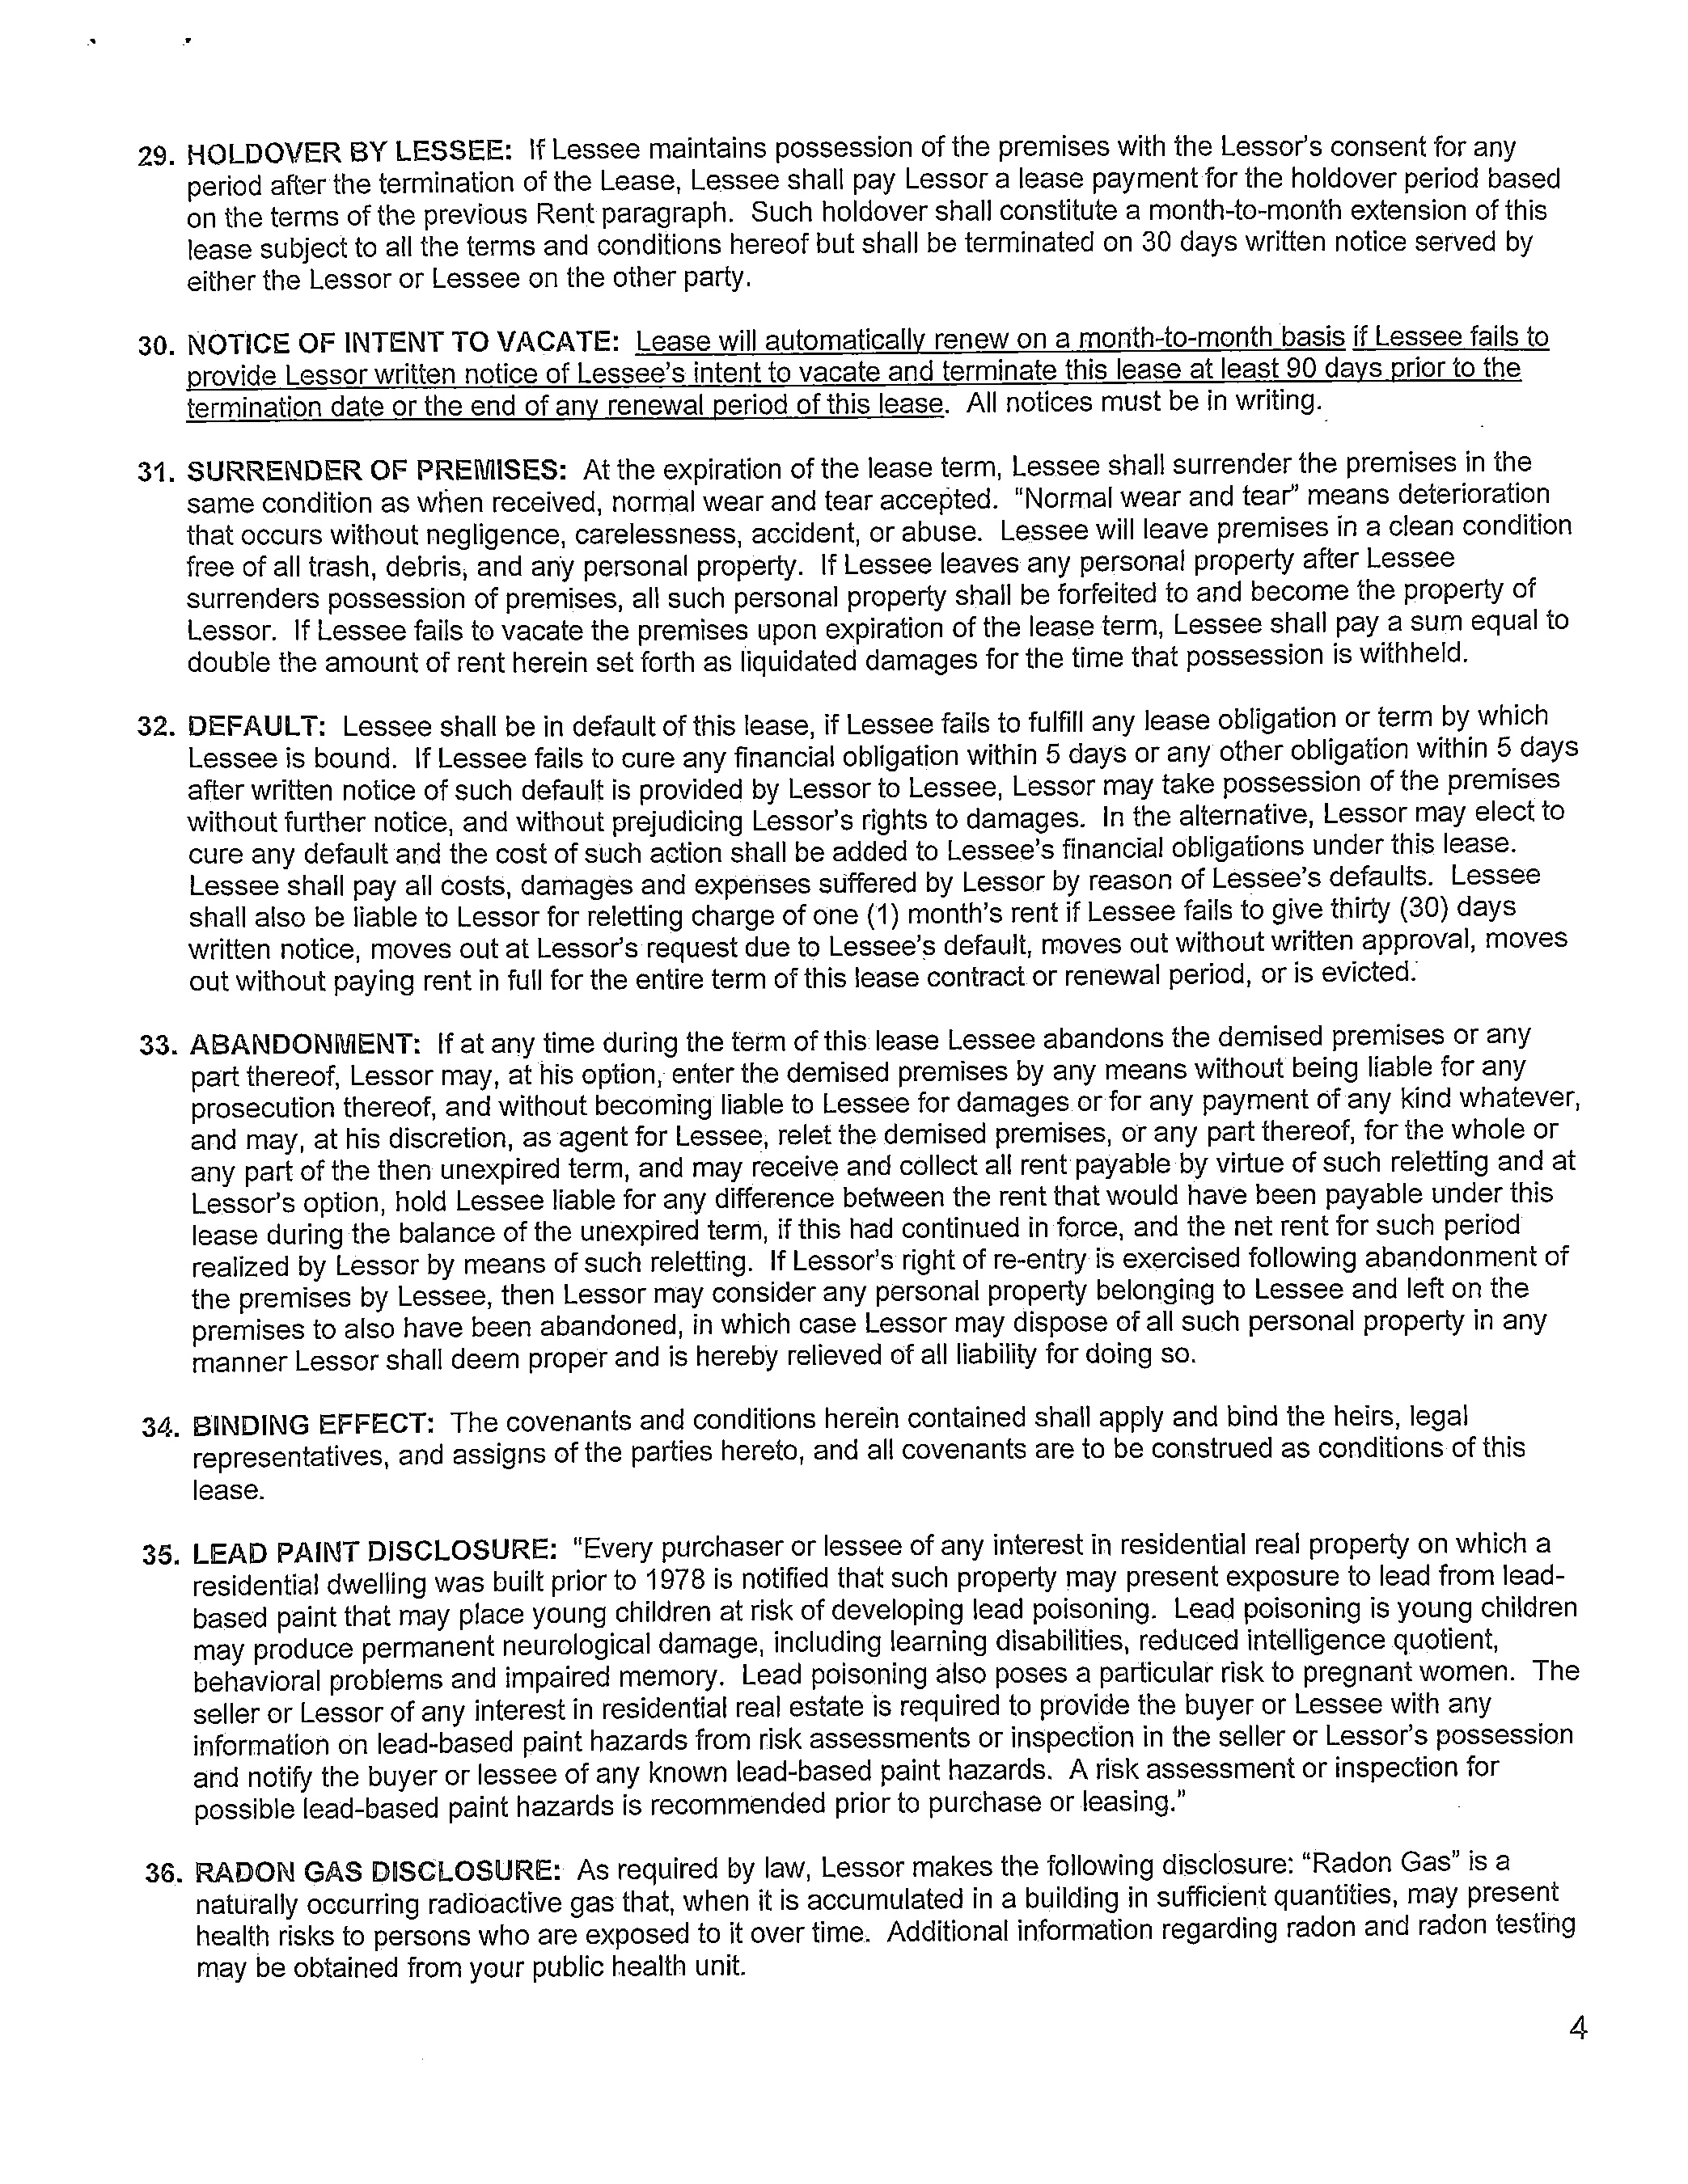 29. HOLDOVER BY LESSEE: If Lessee maintains possession of the premises with the Lessor's consent for any
period after the termination of the Lease, Lessee shall pay Lessor a lease payment for the holdover period based
on the terms of the previous Rent paragraph. Such holdover shall constitute a month-to-month extension of this
lease subject to all the terms and conditions hereof but shall be terminated on 30 days written notice served by
either the Lessor or Lessee on the other party.
30. NOTICE OF INTENT TO VACATE: Lease will automatically renew on a month-to-month basis if Lessee fails to
provide Lessor written notice of Lessee's intent to vacate and terminate this lease at least 90 days prior to the
termination date or the end of any renewal period of this lease. All notices must be in writing.
31. SURRENDER OF PREMISES: At the expiration of the lease term, Lessee shall surrender the premises in the
same condition as when received, normal wear and tear accepted. "Normal wear and tear" means deterioration
that occurs without negligence, carelessness, accident, or abuse. Lessee will leave premises in a clean condition
free of all trash, debris, and any personal property. If Lessee leaves any personal property after Lessee
surrenders possession of premises, all such personal property shall be forfeited to and become the property of
Lessor. If Lessee fails to vacate the premises upon expiration of the lease term, Lessee shall pay a sum equal to
double the amount of rent herein set forth as liquidated damages for the time that possession is withheld.
32. DEFAULT: Lessee shall be in default of this lease, if Lessee fails to fulfill any lease obligation or term by which
Lessee is bound. If Lessee fails to cure any financial obligation within 5 days or any other obligation within 5 days
after written notice of such default is provided by Lessor to Lessee, Lessor may take possession of the premises
without further notice, and without prejudicing Lessor's rights to damages. In the alternative, Lessor may elect to
cure any default and the cost of such action shall be added to Lessee's financial obligations under this lease.
Lessee shall pay all costs, damages and expenses suffered by Lessor by reason of Lessee's defaults. Lessee
shall also be liable to Lessor for reletting charge of one (1) month's rent if Lessee fails to give thirty (30) days
written notice, moves out at Lessor's request due to Lessee's default, moves out without written approval, moves
out without paying rent in full for the entire term of this lease contract or renewal period, or is evicted.
33. ABANDONMENT: If at any time during the term of this lease Lessee abandons the demised premises or any
part thereof, Lessor may, at his option, enter the demised premises by any means without being liable for any
prosecution thereof, and without becoming liable to Lessee for damages or for any payment of any kind whatever,
and may, at his discretion, as agent for Lessee, relet the demised premises, or any part thereof, for the whole or
any part of the then unexpired term, and may receive and collect all rent payable by virtue of such reletting and at
Lessor's option, hold Lessee liable for any difference between the rent that would have been payable under this
lease during the balance of the unexpired term, if this had continued in force, and the net rent for such period
realized by Lessor by means of such reletting. If Lessor's right of re-entry is exercised following abandonment of
the premises by Lessee, then Lessor may consider any personal property belonging to Lessee and left on the
premises to also have been abandoned, in which case Lessor may dispose of all such personal property in any
manner Lessor shall deem proper and is hereby relieved of all liability for doing so.
34. BINDING EFFECT: The covenants and conditions herein contained shall apply and bind the heirs, legal
representatives, and assigns of the parties hereto, and all covenants are to be construed as conditions of this
lease.
35. LEAD PAINT DISCLOSURE: "Every purchaser or lessee of any interest in residential real property on which a
residential dwelling was built prior to 1978 is notified that such property may present exposure to lead from lead-
based paint that may place young children at risk of developing lead poisoning. Lead poisoning is young children
may produce permanent neurological damage, including learning disabilities, reduced intelligence quotient,
behavioral problems and impaired memory. Lead poisoning also poses a particular risk to pregnant women. The
seller or Lessor of any interest in residential real estate is required to provide the buyer or Lessee with any
information on lead-based paint hazards from risk assessments or inspection in the seller or Lessor's possession
and notify the buyer or lessee of any known lead-based paint hazards. A risk assessment or inspection for
possible lead-based paint hazards is recommended prior to purchase or leasing."
36. RADON GAS DISCLOSURE: As required by law, Lessor makes the following disclosure: "Radon Gas" is a
naturally occurring radioactive gas that, when it is accumulated in a building in sufficient quantities, may present
health risks to persons who are exposed to it over time. Additional information regarding radon and radon testing
may be obtained from your public health unit.
4